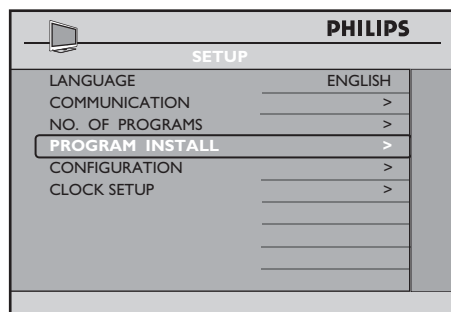 PHILIPS
SETUP
LANGUAGE ENGLISH
COMMUNICATION >
NO. OF PROGRAMS >
PROGRAM INSTALL >
CONFIGURATION >
CLOCK SETUP >